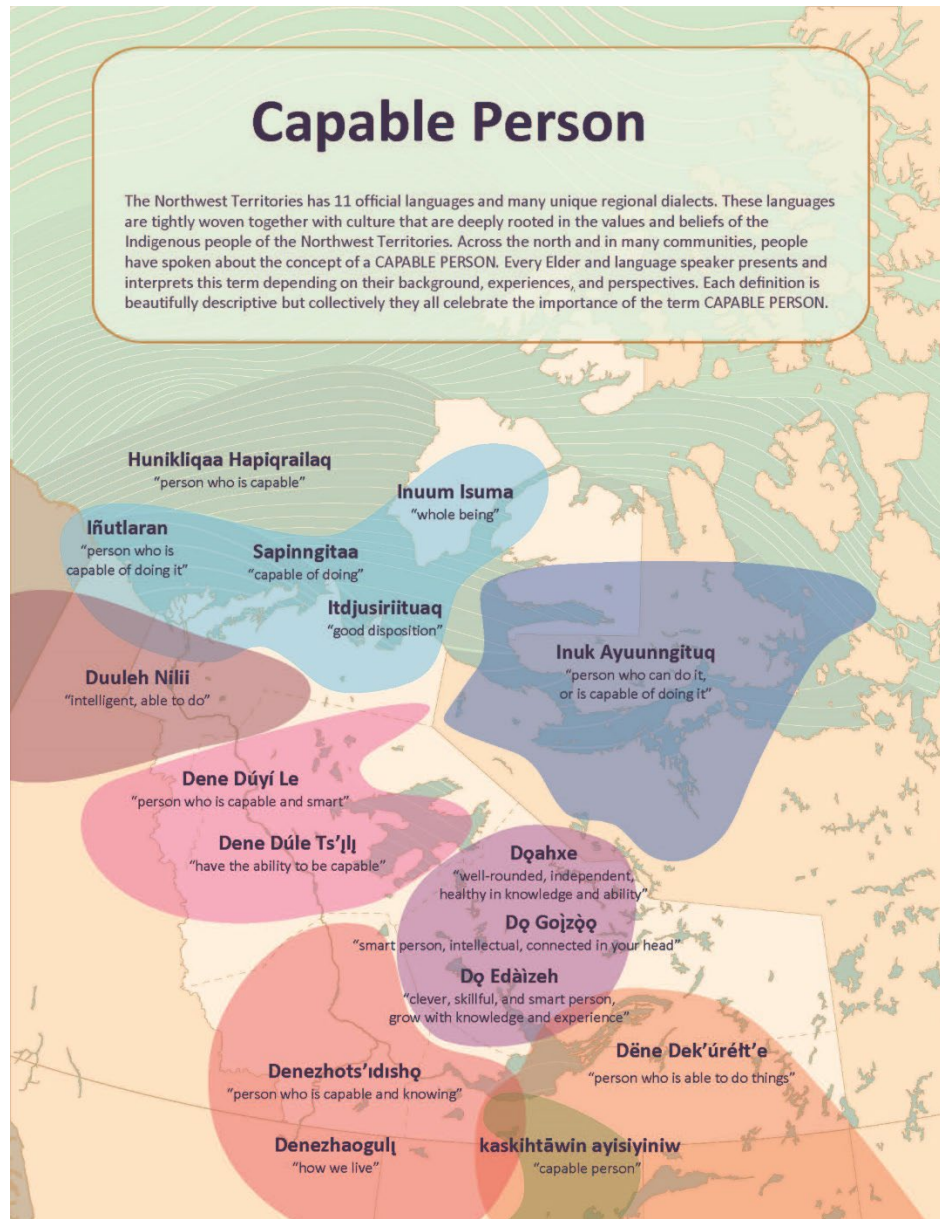 Capable Person
The Northwest Territories has 11 official languages and many unique regional dialects. These languages
are tightly woven together with culture that are deeply rooted in the values and beliefs of the
Indigenous people of the Northwest Territories. Across the north and in many communities, people
have spoken about the concept of a CAPABLE PERSON. Every Elder and language speaker presents and
interprets this term depending on their background, experiences, and perspectives. Each definition is
beautifully descriptive but collectively they all celebrate the importance of the term CAPABLE PERSON.
Hunikliqaa Hapiqrailaq
"person who is capable"
Inuum Isuma
"whole being"
Iñutlaran
"person who is
capable of doing it"
Sapinngitaa
"capable of doing"
Itdjusiriituaq
"good disposition"
Inuk Ayuunngituq
"person who can do it,
or is capable of doing it"
Duuleh Nilii
"intelligent, able to do"
Dene Dúyí Le
"person who is capable and smart"
Dene Dúle Ts'ı̨lı̨
"have the ability to be capable"
Dǫahxe
"well-rounded, independent,
healthy in knowledge and ability"
Dǫ Goı̨̀zǫ̀ǫ
"smart person, intellectual, connected in your head"
Dǫ Edàìzeh
"clever, skillful, and smart person,
grow with knowledge and experience"
Dëne Dek'úréłt'e
"person who is able to do things"
Denezhots'ıdıshǫ
"person who is capable and knowing"
Denezhaogulı̨
"how we live"
kaskihtāwin ayisiyiniw
"capable person"